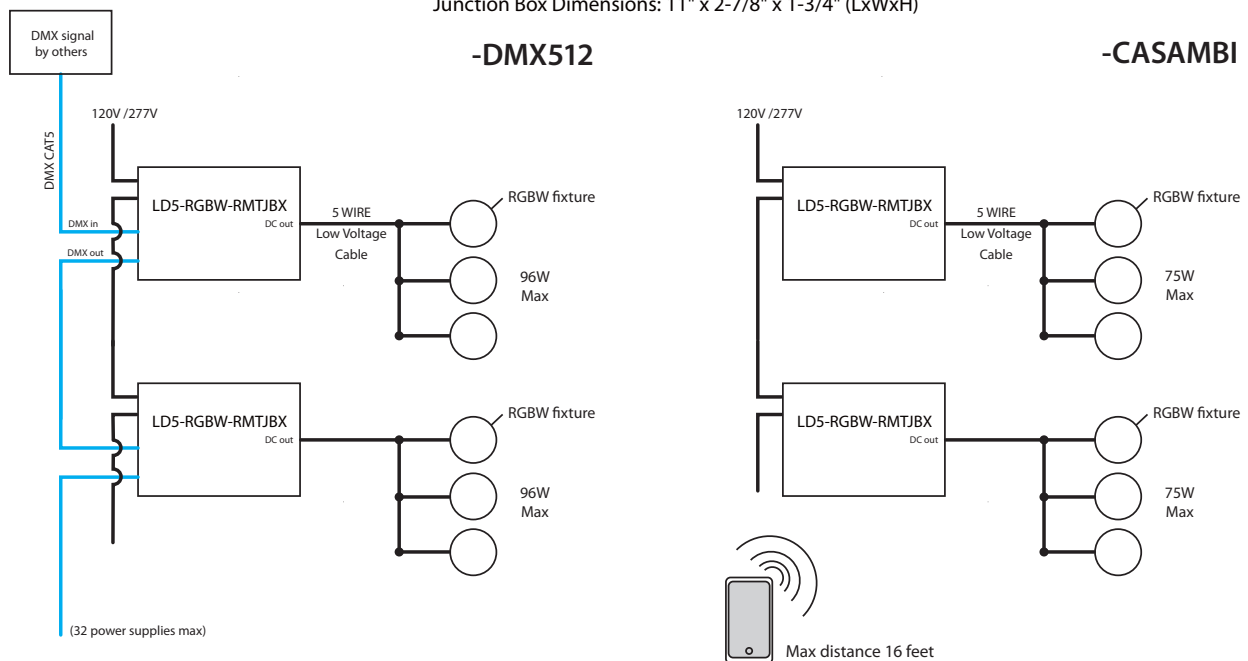 Junction Box Dimensions: 11" x 2-7/8" x 1-3/4" (LxWxH)
DMX signal
by others
-DMX512
120V /277V
DMX CAT5
LD5-RGBW-RMTJBX
DC out
DMX in
DMX out
5 WIRE
Low Voltage
Cable
RGBW fixture
96W
Max
LD5-RGBW-RMTJBX
DC out
RGBW fixture
96W
Max
(32 power supplies max)
-CASAMBI
120V /277V
LD5-RGBW-RMTJBX
DC out
5 WIRE
Low Voltage
Cable
RGBW fixture
75W
Max
LD5-RGBW-RMTJBX
DC out
RGBW fixture
75W
Max
Max distance 16 feet